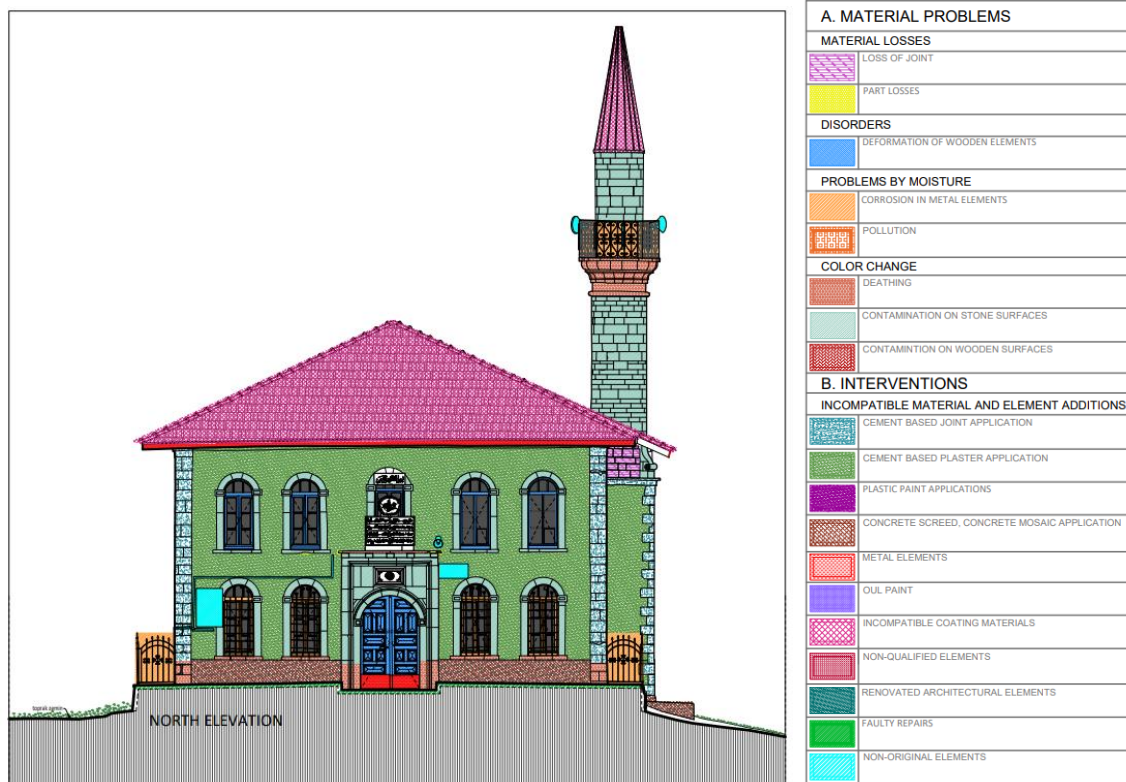 toprak zemin
NORTH ELEVATION
A. MATERIAL PROBLEMS
MATERIAL LOSSES
LOSS OF JOINT
PART LOSSES
DISORDERS
DEFORMATION OF WOODEN ELEMENTS
PROBLEMS BY MOISTURE
CORROSION IN METAL ELEMENTS
POLLUTION
COLOR CHANGE
DEATHING
CONTAMINATION ON STONE SURFACES
CONTAMINTION ON WOODEN SURFACES
B. INTERVENTIONS
INCOMPATIBLE MATERIAL AND ELEMENT ADDITIONS
CEMENT BASED JOINT APPLICATION
CEMENT BASED PLASTER APPLICATION
PLASTIC PAINT APPLICATIONS
CONCRETE SCREED, CONCRETE MOSAIC APPLICATION
METAL ELEMENTS
OUL PAINT
INCOMPATIBLE COATING MATERIALS
NON-QUALIFIED ELEMENTS
RENOVATED ARCHITECTURAL ELEMENTS
FAULTY REPAIRS
NON-ORIGINAL ELEMENTS